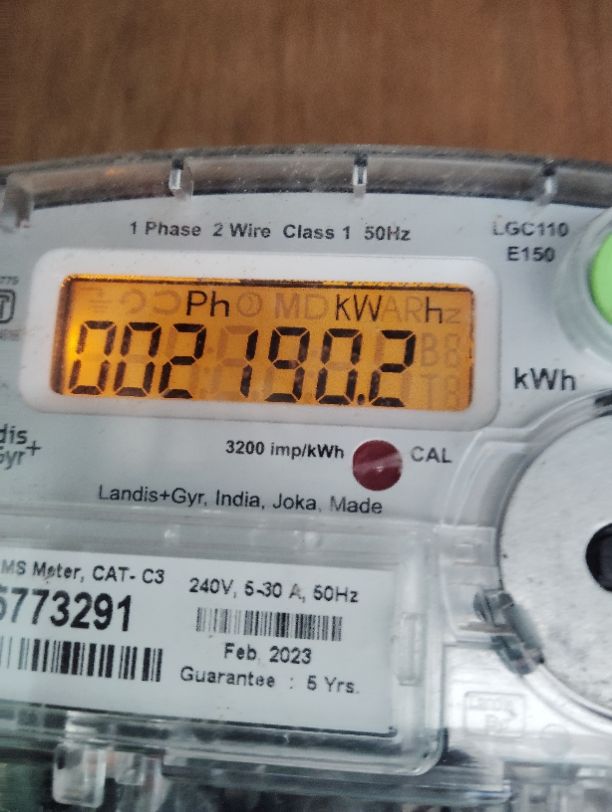 1 Phase 2 Wire Class 1 50Hz
LGC110
E150
Ph MD kWARhz
002190.2
kWh
3200 imp/kWh
CAL
Landis+Gyr, India, Joka, Made
MS Meter, CAT- C3
5773291
240V, 5-30 A, 50Hz
Feb, 2023
Guarantee : 5 Yrs.